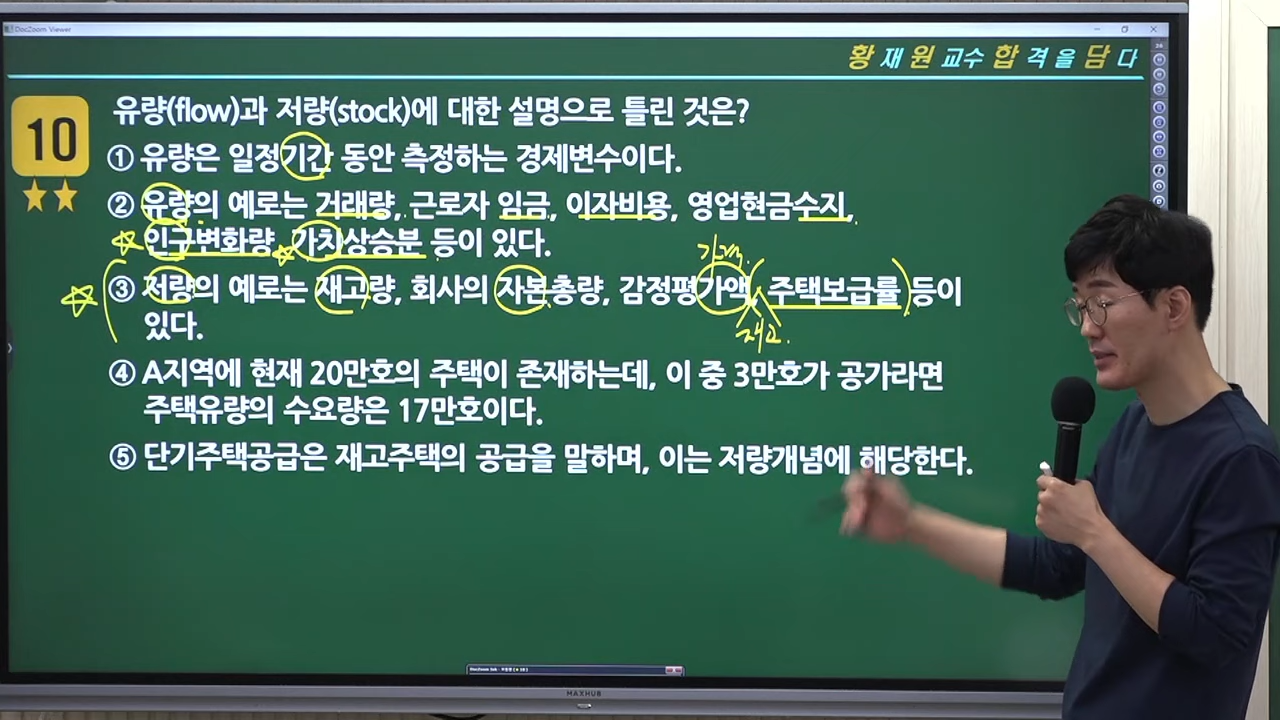 DocZoom Viewer
황재원교수 합격을 담다
10
유량(flow)과 저량(stock)에 대한 설명으로 틀린 것은?
① 유량은 일정기간 동안 측정하는 경제변수이다.
② 유량의 예로는 거래량, 근로자 임금, 이자비용, 영업현금수지,
인구변화량, 가치상승분 등이 있다.
가격
③ 저량의 예로는 재고량, 회사의 자본총량, 감정평가액, 주택보급률 등이
있다.
재고
④ A지역에 현재 20만호의 주택이 존재하는데, 이 중 3만호가 공가라면
주택유량의 수요량은 17만호이다.
⑤ 단기주택공급은 재고주택의 공급을 말하며, 이는 저량개념에 해당한다.
MAXHUB